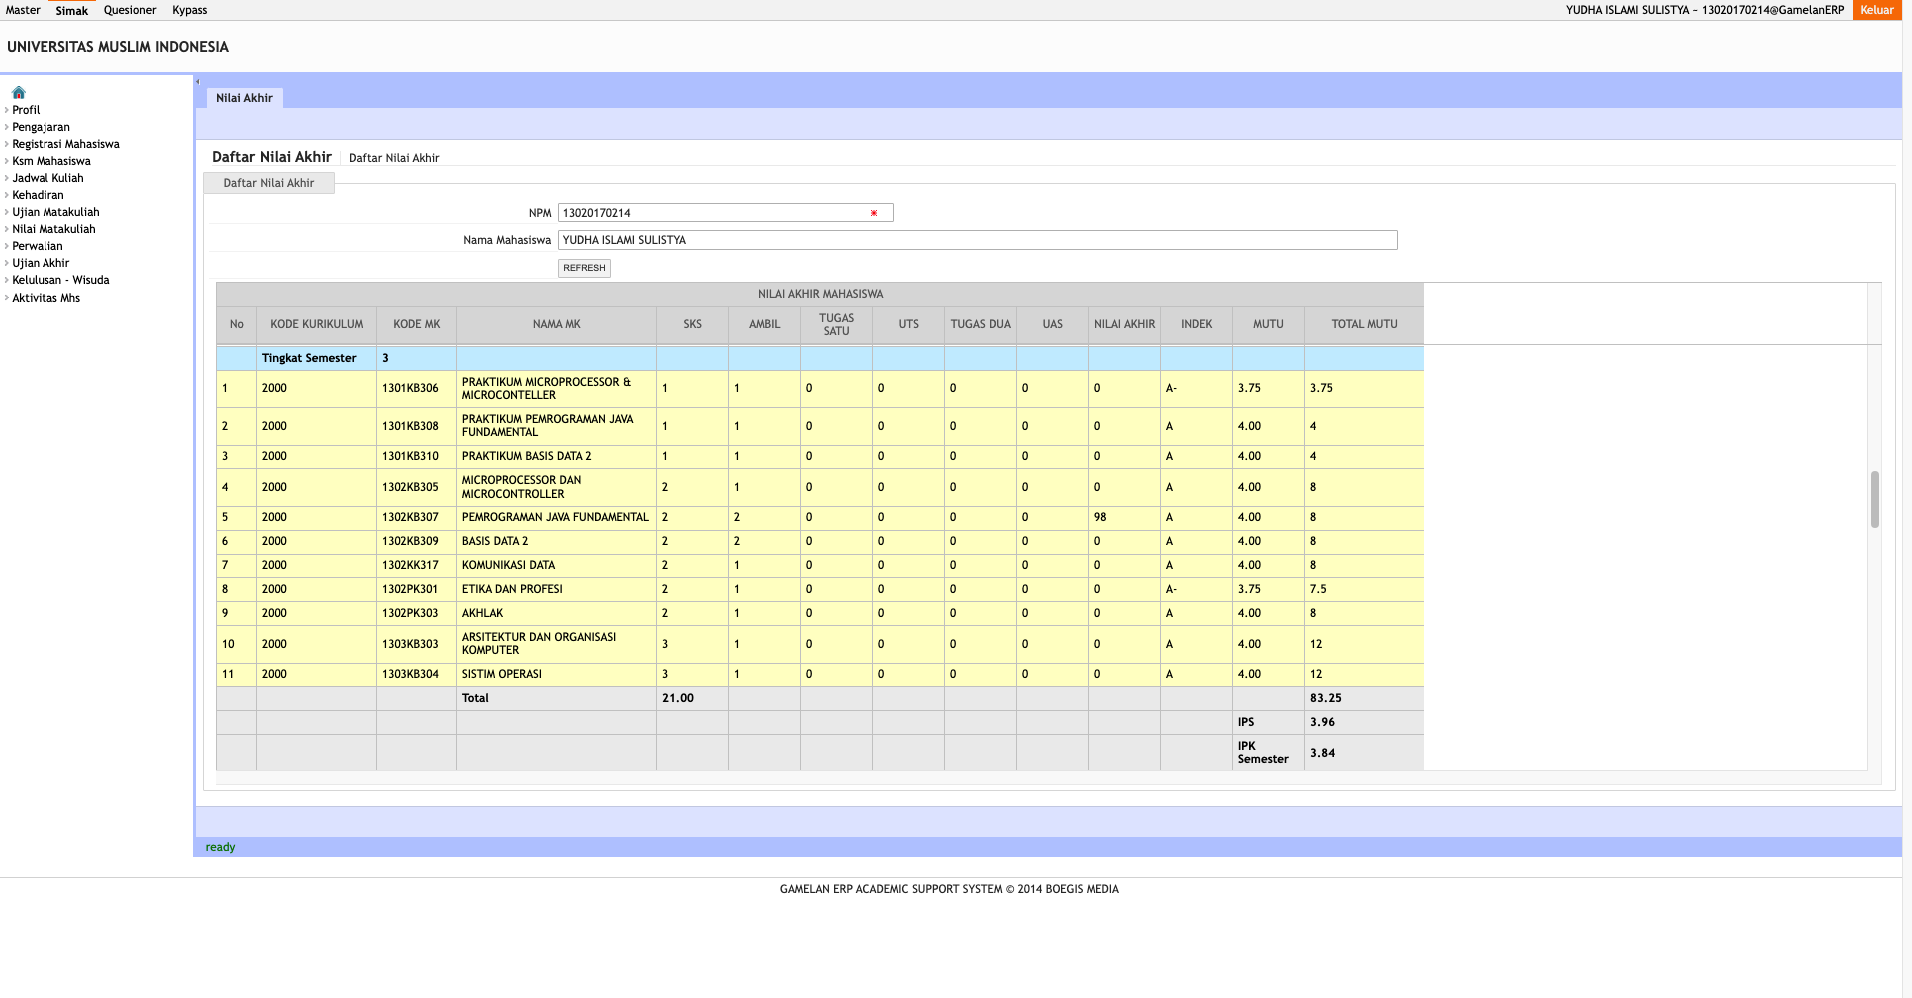 Master Simak Quesioner Kypass YUDHA ISLAMI SULISTYA - 13020170214@GamelanERP Keluar
UNIVERSITAS MUSLIM INDONESIA
Profil
Pengajaran
Registrasi Mahasiswa
Ksm Mahasiswa
Jadwal Kuliah
Kehadiran
Ujian Matakuliah
Nilai Matakuliah
Perwalian
Ujian Akhir
Kelulusan - Wisuda
Aktivitas Mhs
Nilai Akhir
Daftar Nilai Akhir Daftar Nilai Akhir
Daftar Nilai Akhir
NPM 13020170214
Nama Mahasiswa YUDHA ISLAMI SULISTYA
REFRESH
NILAI AKHIR MAHASISWA
No KODE KURIKULUM KODE MK NAMA MK SKS AMBIL TUGAS SATU UTS TUGAS DUA UAS NILAI AKHIR INDEK MUTU TOTAL MUTU
Tingkat Semester 3
1 2000 1301KB306 PRAKTIKUM MICROPROCESSOR & MICROCONTELLER 1 1 0 0 0 0 0 A- 3.75 3.75
2 2000 1301KB308 PRAKTIKUM PEMROGRAMAN JAVA FUNDAMENTAL 1 1 0 0 0 0 0 A 4.00 4
3 2000 1301KB310 PRAKTIKUM BASIS DATA 2 1 1 0 0 0 0 0 A 4.00 4
4 2000 1302KB305 MICROPROCESSOR DAN MICROCONTROLLER 2 1 0 0 0 0 0 A 4.00 8
5 2000 1302KB307 PEMROGRAMAN JAVA FUNDAMENTAL 2 2 0 0 0 0 98 A 4.00 8
6 2000 1302KB309 BASIS DATA 2 2 2 0 0 0 0 0 A 4.00 8
7 2000 1302KK317 KOMUNIKASI DATA 2 1 0 0 0 0 0 A 4.00 8
8 2000 1302PK301 ETIKA DAN PROFESI 2 1 0 0 0 0 0 A- 3.75 7.5
9 2000 1302PK303 AKHLAK 2 1 0 0 0 0 0 A 4.00 8
10 2000 1303KB303 ARSITEKTUR DAN ORGANISASI KOMPUTER 3 1 0 0 0 0 0 A 4.00 12
11 2000 1303KB304 SISTIM OPERASI 3 1 0 0 0 0 0 A 4.00 12
Total 21.00 83.25
IPS 3.96
IPK Semester 3.84
ready
GAMELAN ERP ACADEMIC SUPPORT SYSTEM © 2014 BOEGIS MEDIA